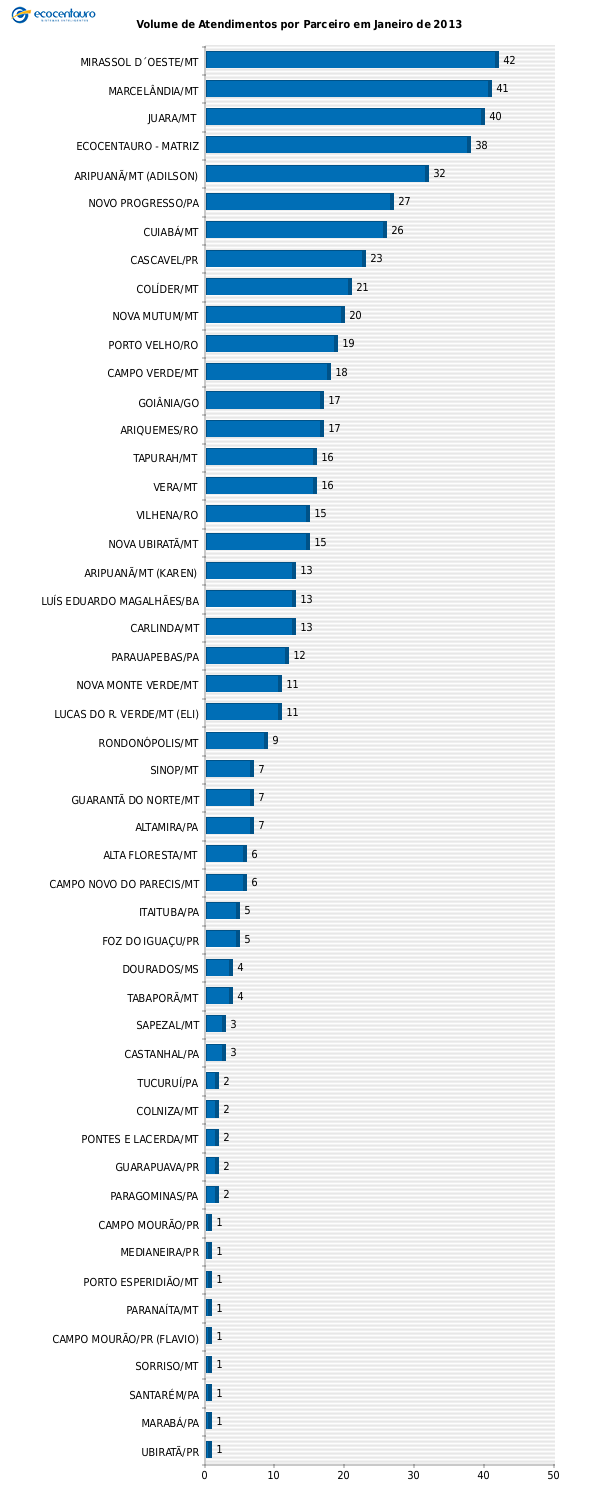 ecocentauro
Volume de Atendimentos por Parceiro em Janeiro de 2013
MIRASSOL D´OESTE/MT 42
MARCELÂNDIA/MT 41
JUARA/MT 40
ECOCENTAURO - MATRIZ 38
ARIPUANÃ/MT (ADILSON) 32
NOVO PROGRESSO/PA 27
CUIABÁ/MT 26
CASCAVEL/PR 23
COLÍDER/MT 21
NOVA MUTUM/MT 20
PORTO VELHO/RO 19
CAMPO VERDE/MT 18
GOIÂNIA/GO 17
ARIQUEMES/RO 17
TAPURAH/MT 16
VERA/MT 16
VILHENA/RO 15
NOVA UBIRATÃ/MT 15
ARIPUANÃ/MT (KAREN) 13
LUÍS EDUARDO MAGALHÃES/BA 13
CARLINDA/MT 13
PARAUAPEBAS/PA 12
NOVA MONTE VERDE/MT 11
LUCAS DO R. VERDE/MT (ELI) 11
RONDONÓPOLIS/MT 9
SINOP/MT 7
GUARANTÃ DO NORTE/MT 7
ALTAMIRA/PA 7
ALTA FLORESTA/MT 6
CAMPO NOVO DO PARECIS/MT 6
ITAITUBA/PA 5
FOZ DO IGUAÇU/PR 5
DOURADOS/MS 4
TABAPORÃ/MT 4
SAPEZAL/MT 3
CASTANHAL/PA 3
TUCURUÍ/PA 2
COLNIZA/MT 2
PONTES E LACERDA/MT 2
GUARAPUAVA/PR 2
PARAGOMINAS/PA 2
CAMPO MOURÃO/PR 1
MEDIANEIRA/PR 1
PORTO ESPERIDIÃO/MT 1
PARANAÍTA/MT 1
CAMPO MOURÃO/PR (FLAVIO) 1
SORRISO/MT 1
SANTARÉM/PA 1
MARABÁ/PA 1
UBIRATÃ/PR 1
0 10 20 30 40 50